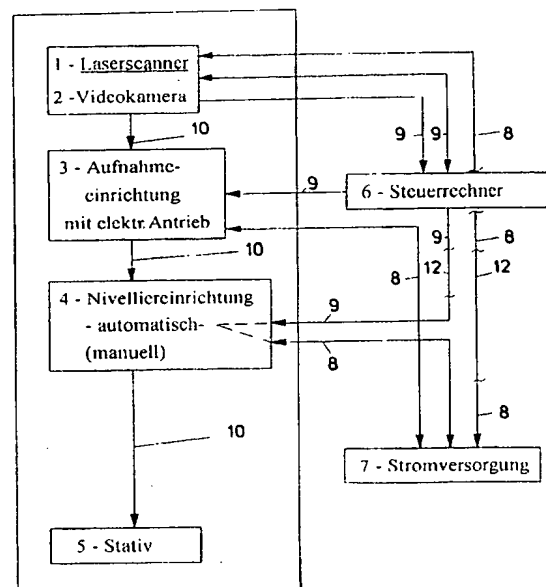 1 - Laserscanner
2 - Videokamera
10
9
9
8
3 - Aufnahme-
einrichtung
mit elektr. Antrieb
9
6 - Steuerrechner
10
8
9
12
8
12
4 - Nivelliereinrichtung
- automatisch-
(manuell)
9
8
10
8
7 - Stromversorgung
5 - Stativ